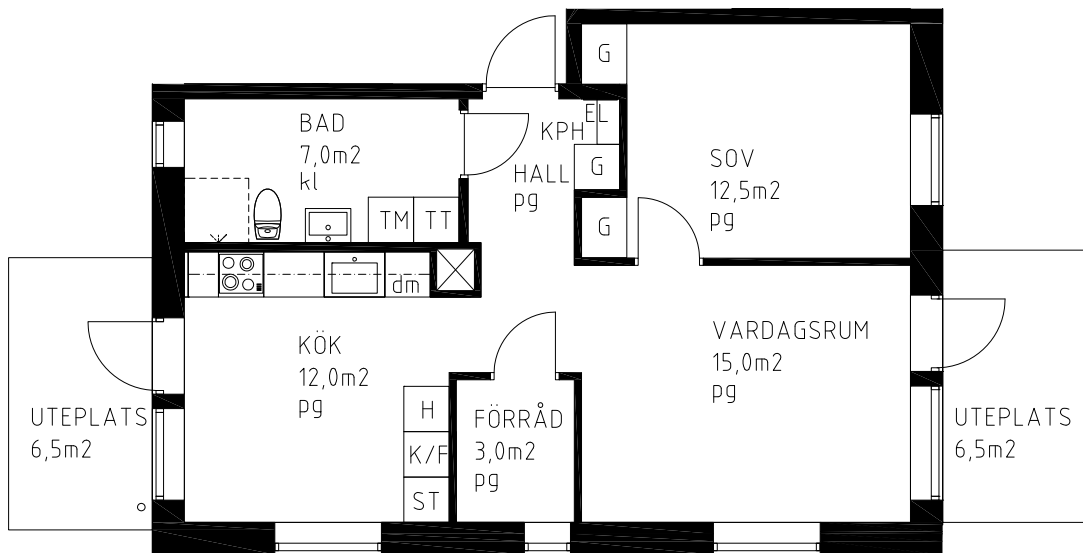 G
BAD
7,0m2
kl
EL
KPH
G
HALL
pg
SOV
12,5m2
pg
TM
TT
G
dm
KÖK
12,0m2
pg
VARDAGSRUM
15,0m2
pg
UTEPLATS
6,5m2
H
K/F
ST
FÖRRÅD
3,0m2
pg
UTEPLATS
6,5m2